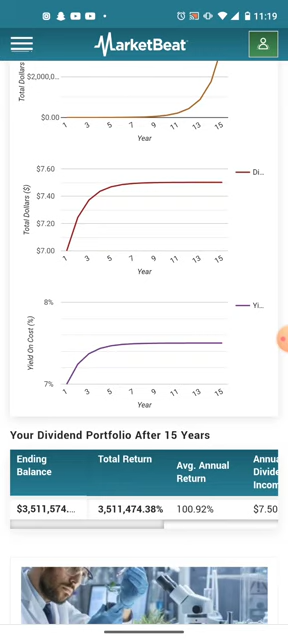 11:19
MarketBeat
Total Dollars
$2,000,0...
$0.00
1 3 5 7 9 11 13 15
Year
Total Dollars ($)
$7.60
$7.40
$7.20
$7.00
1 3 5 7 9 11 13 15
Year
Di...
Yield On Cost (%)
8%
7%
1 3 5 7 9 11 13 15
Year
Yi...
Your Dividend Portfolio After 15 Years
Ending Balance
Total Return
Avg. Annual Return
Annua
Divide
Incom
$3,511,574.... 3,511,474.38% 100.92% $7.50